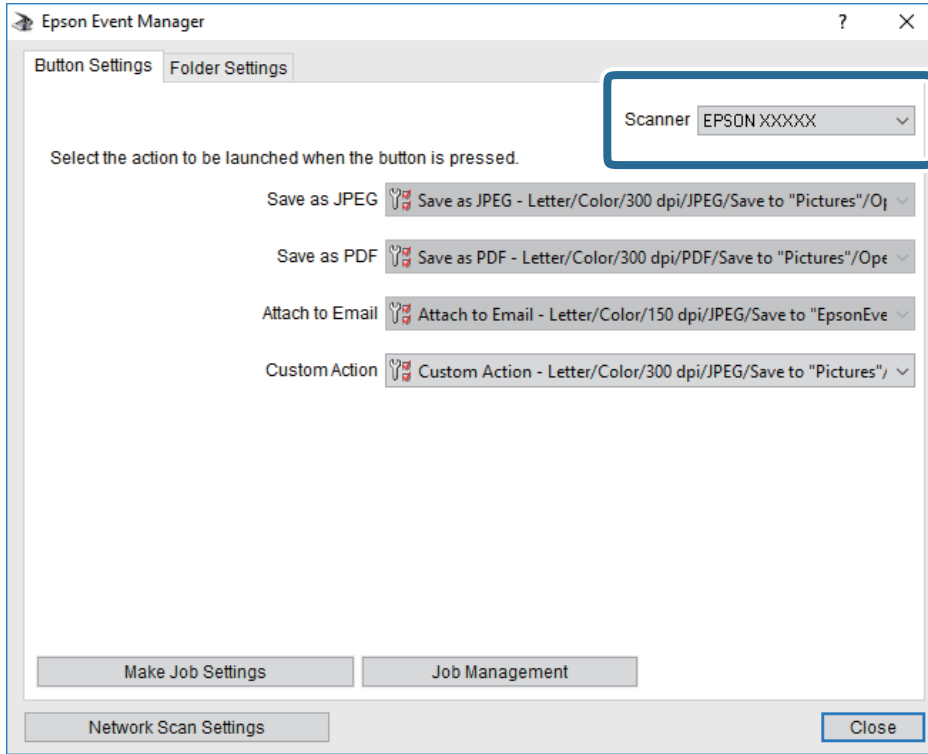 Epson Event Manager
Button Settings Folder Settings
Scanner EPSON XXXXX
Select the action to be launched when the button is pressed.
Save as JPEG Save as JPEG - Letter/Color/300 dpi/JPEG/Save to "Pictures"/Op
Save as PDF Save as PDF - Letter/Color/300 dpi/PDF/Save to "Pictures"/Ope
Attach to Email Attach to Email - Letter/Color/150 dpi/JPEG/Save to "EpsonEve
Custom Action Custom Action - Letter/Color/300 dpi/JPEG/Save to "Pictures"/
Make Job Settings Job Management
Network Scan Settings Close